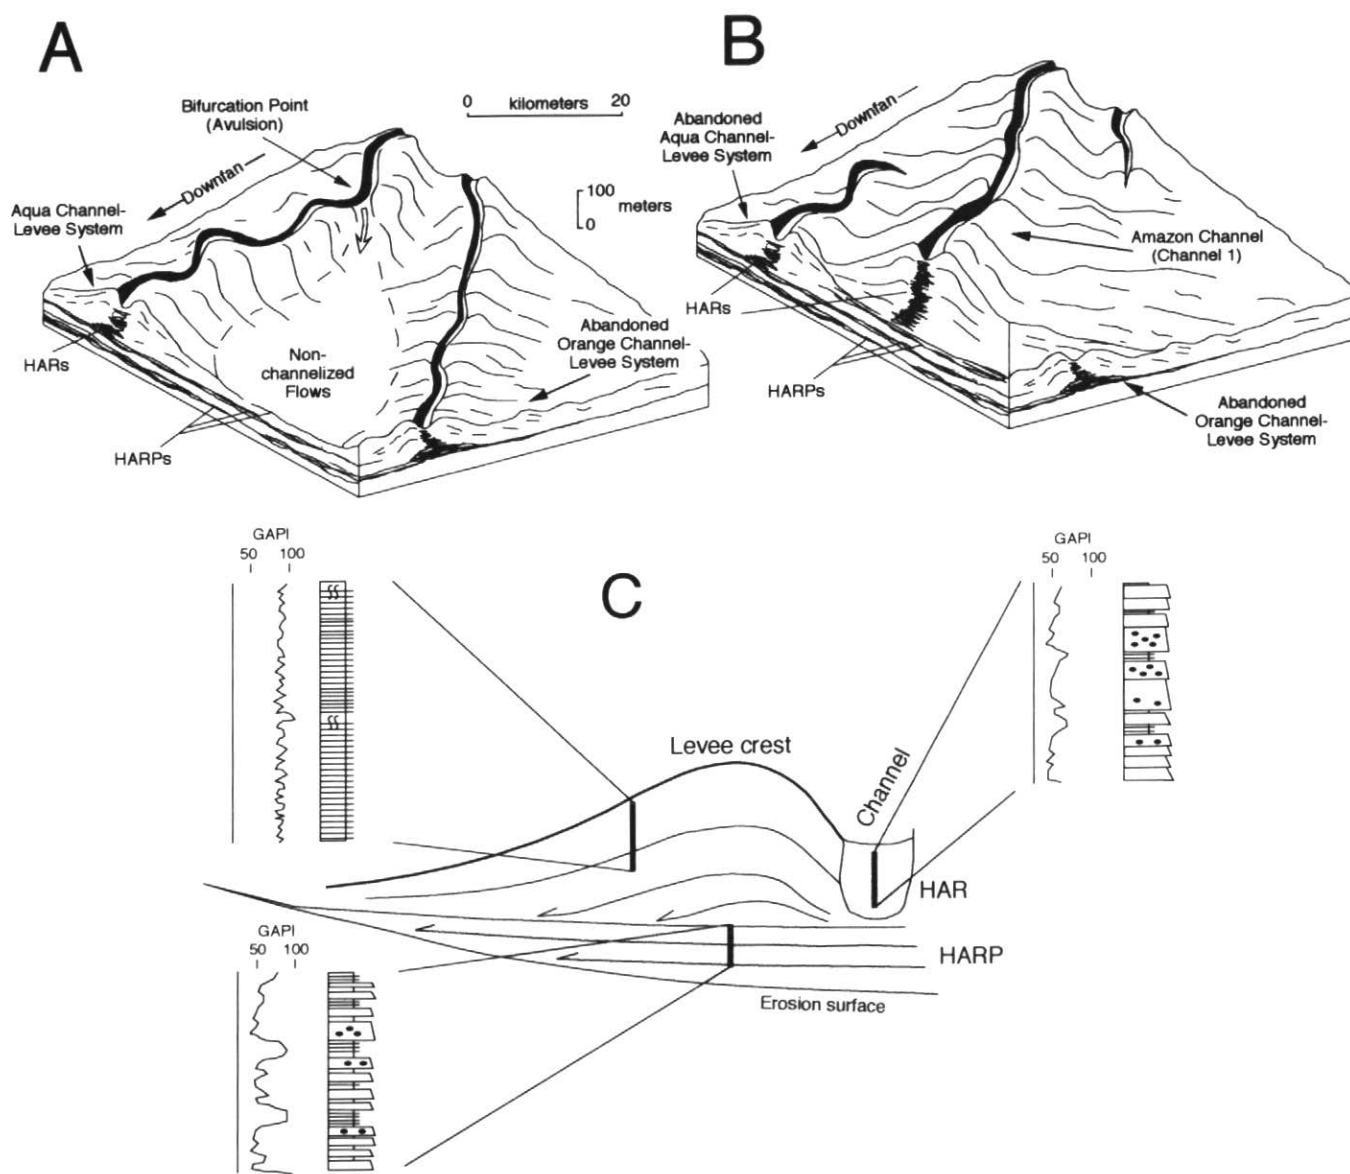 A
B
Bifurcation Point
(Avulsion)
0 kilometers 20
Downfan
100
meters
0
Aqua Channel-
Levee System
HARs
Non-
channelized
Flows
HARPs
Abandoned
Orange Channel-
Levee System
Abandoned
Aqua Channel-
Levee System
Downfan
Amazon Channel
(Channel 1)
HARs
HARPs
Abandoned
Orange Channel-
Levee System
GAPI
50 100
C
GAPI
50 100
Levee crest
Channel
HAR
HARP
Erosion surface
GAPI
50 100